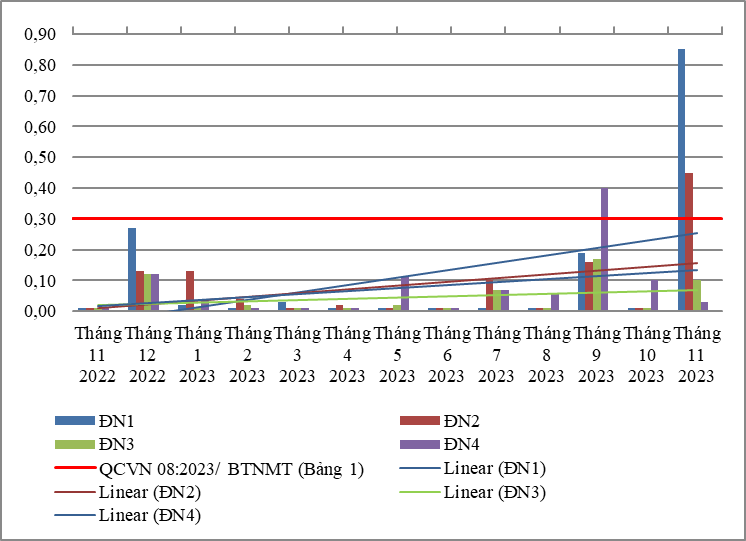 0,90
0,80
0,70
0,60
0,50
0,40
0,30
0,20
0,10
0,00
Tháng Tháng Tháng Tháng Tháng Tháng Tháng Tháng Tháng Tháng Tháng Tháng Tháng
11 12 1 2 3 4 5 6 7 8 9 10 11
2022 2022 2023 2023 2023 2023 2023 2023 2023 2023 2023 2023 2023
ĐN1 ĐN2
ĐN3 ĐN4
QCVN 08:2023/ BTNMT (Bảng 1) Linear (ĐN1)
Linear (ĐN2) Linear (ĐN3)
Linear (ĐN4)